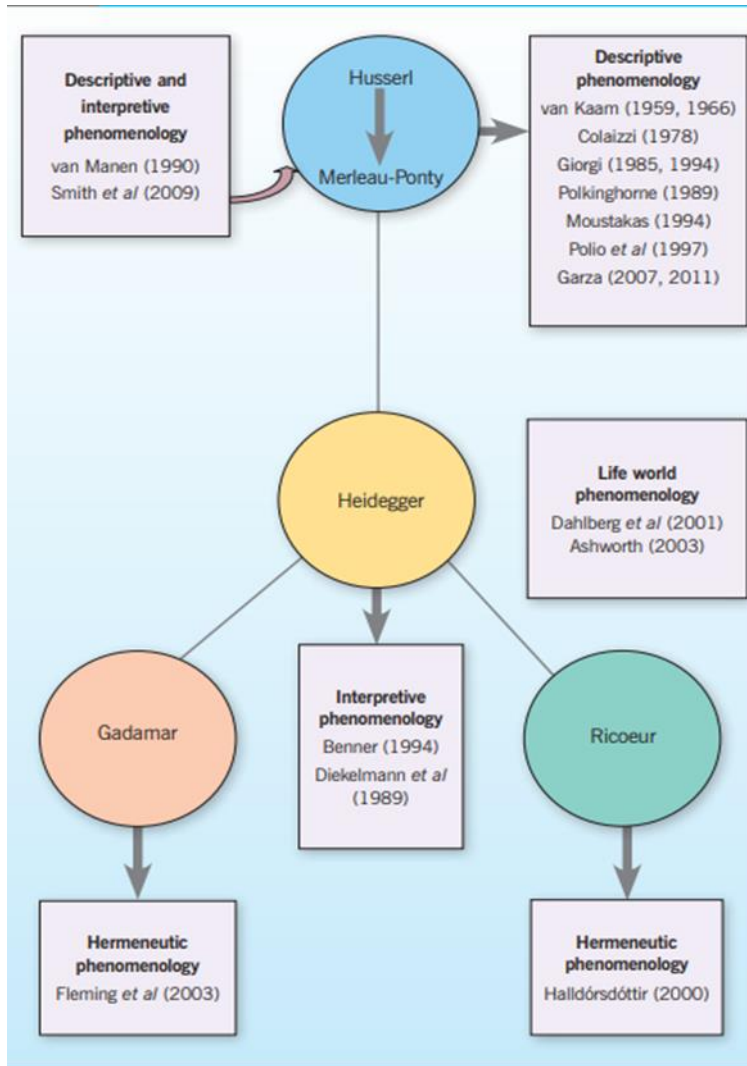 Descriptive and
interpretive
phenomenology
van Manen (1990)
Smith et al (2009)
Husserl
Merleau-Ponty
Descriptive
phenomenology
van Kaam (1959, 1966)
Colaizzi (1978)
Giorgi (1985, 1994)
Polkinghorne (1989)
Moustakas (1994)
Polio et al (1997)
Garza (2007, 2011)
Heidegger
Life world
phenomenology
Dahlberg et al (2001)
Ashworth (2003)
Gadamar
Interpretive
phenomenology
Benner (1994)
Diekelmann et al
(1989)
Ricoeur
Hermeneutic
phenomenology
Fleming et al (2003)
Hermeneutic
phenomenology
Halldórsdóttir (2000)